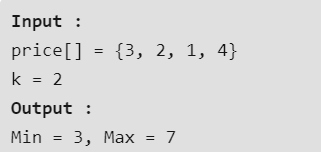 Input :
price[] = {3, 2, 1, 4}
k = 2
Output :
Min = 3, Max = 7